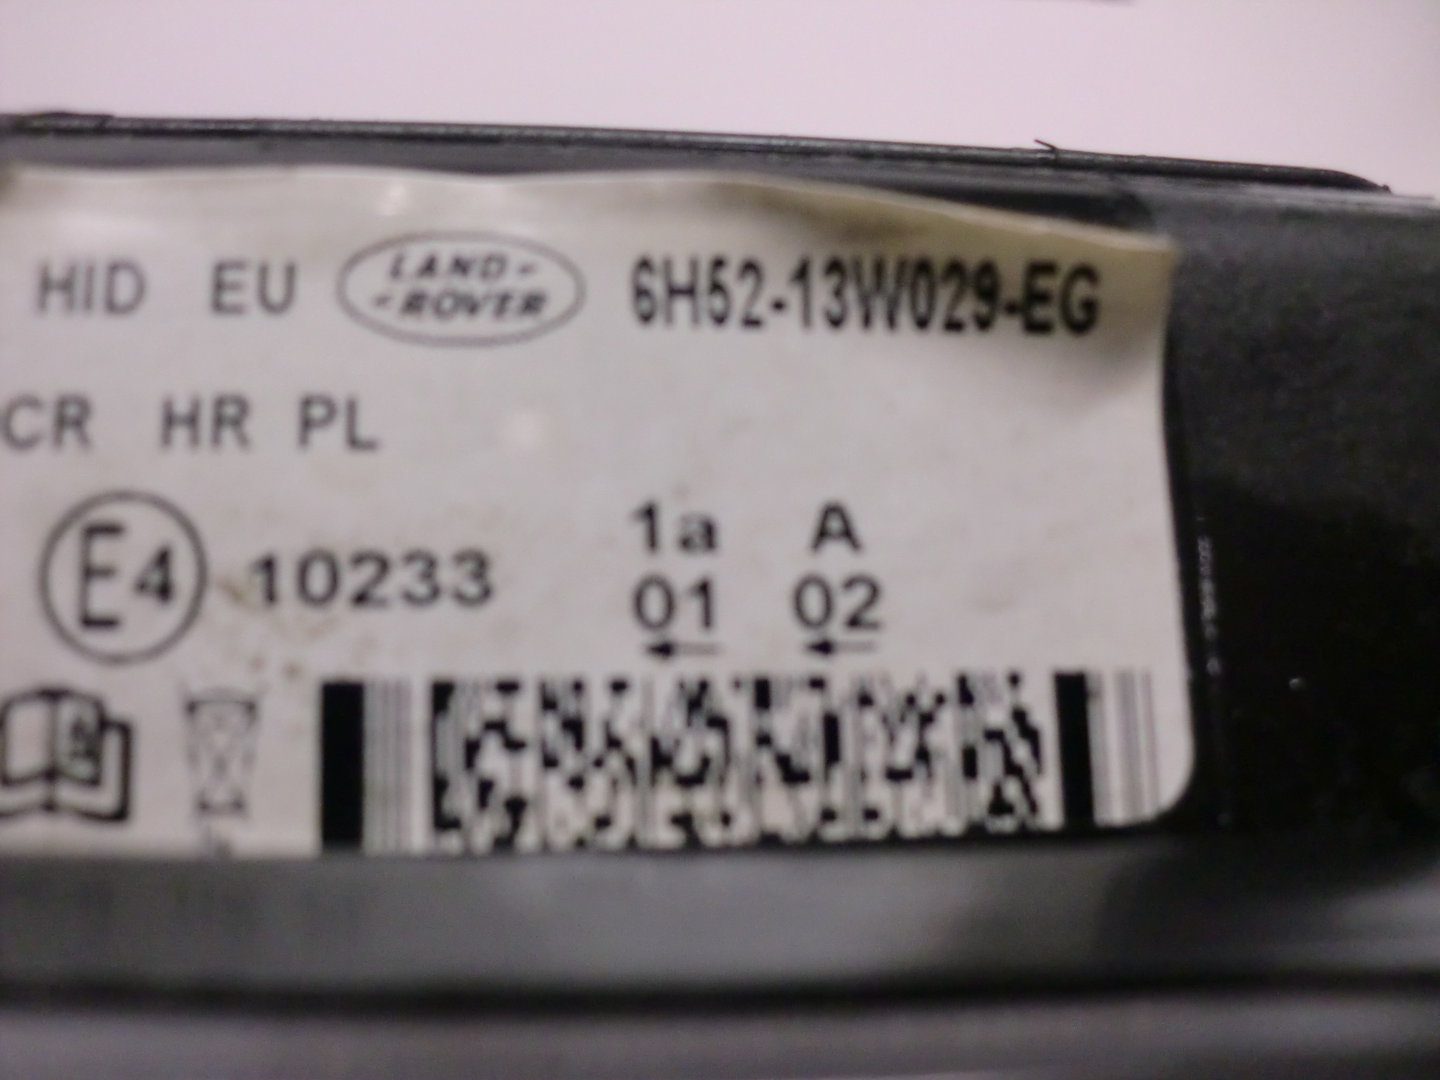 HID EU LAND-ROVER 6H52-13W029-EG
CR HR PL
E4 10233 1a A
01 02